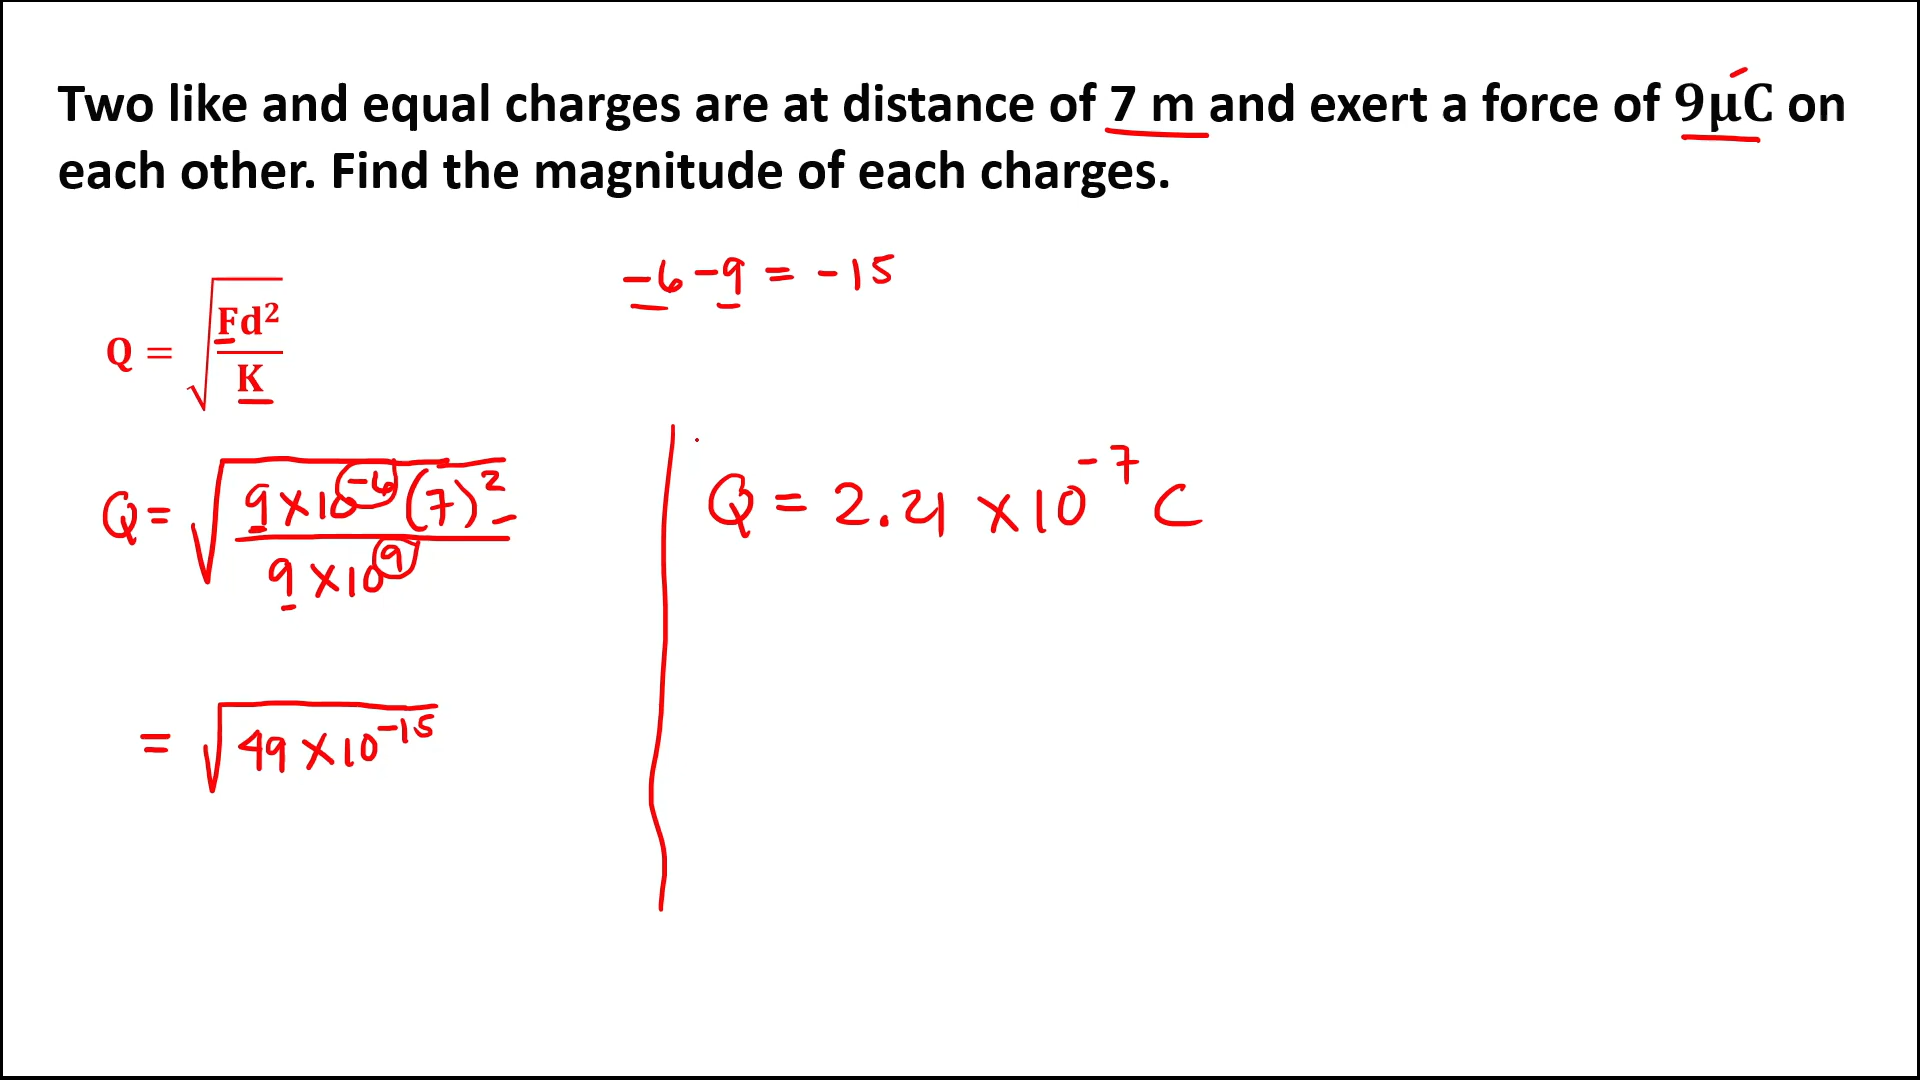 Two like and equal charges are at distance of 7 m and exert a force of 9μC on
each other. Find the magnitude of each charges.
-6 -9 = -15
Q = √(Fd²/K)
Q = √(9×10⁻⁶(7)²/9×10⁹)
= √(49×10⁻¹⁵)
Q = 2.21 ×10⁻⁷ C